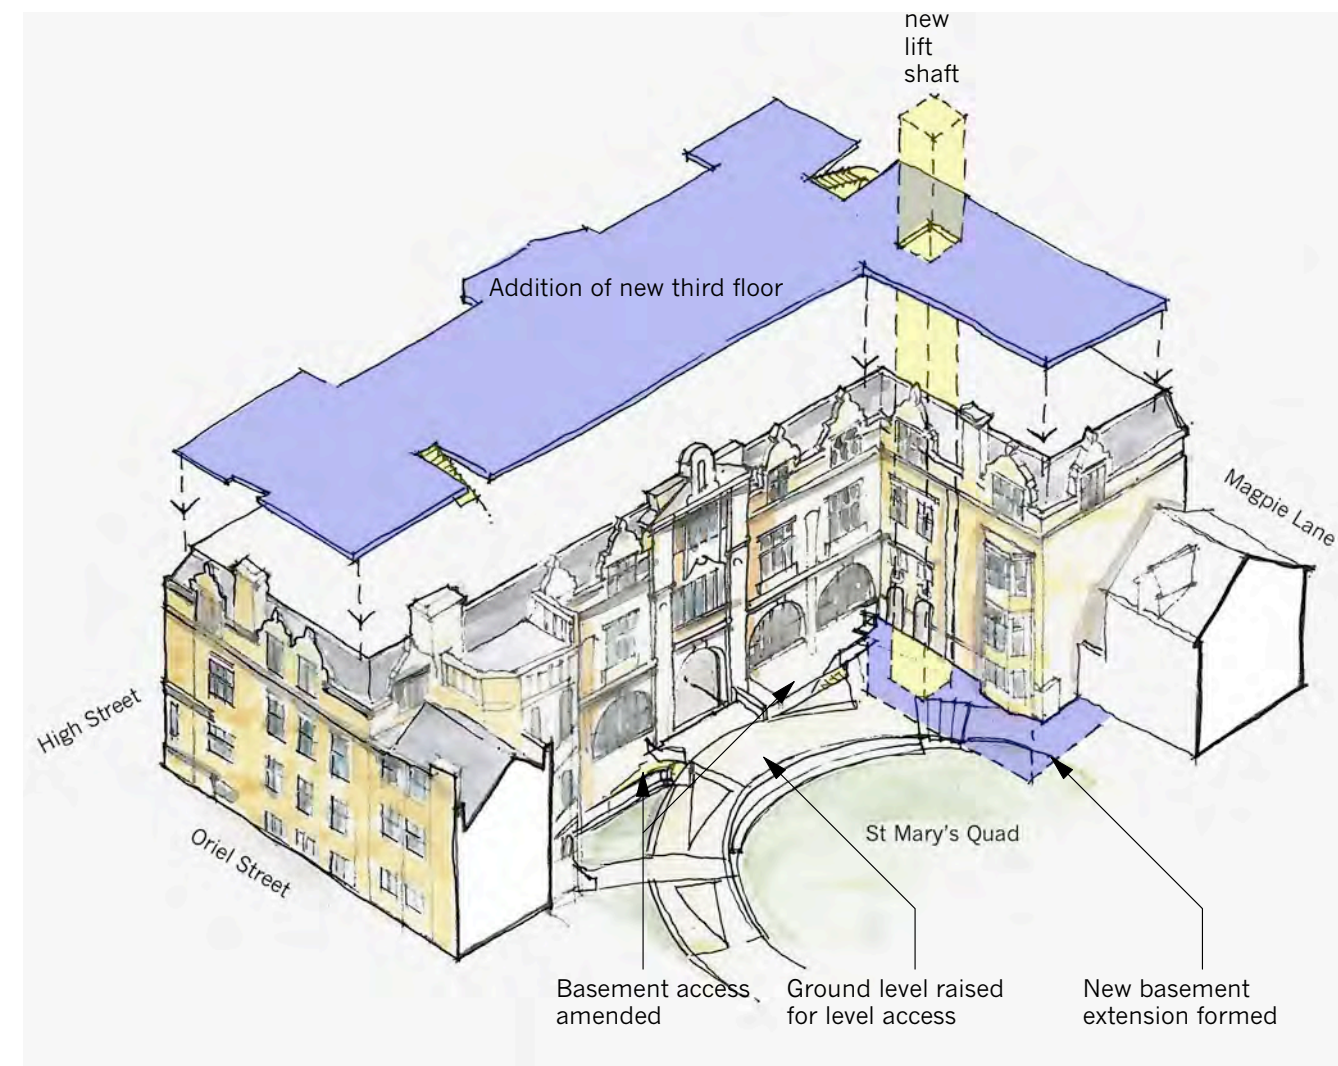 new
lift
shaft
Addition of new third floor
Magpie Lane
High Street
Oriel Street
St Mary's Quad
Basement access
amended
Ground level raised
for level access
New basement
extension formed